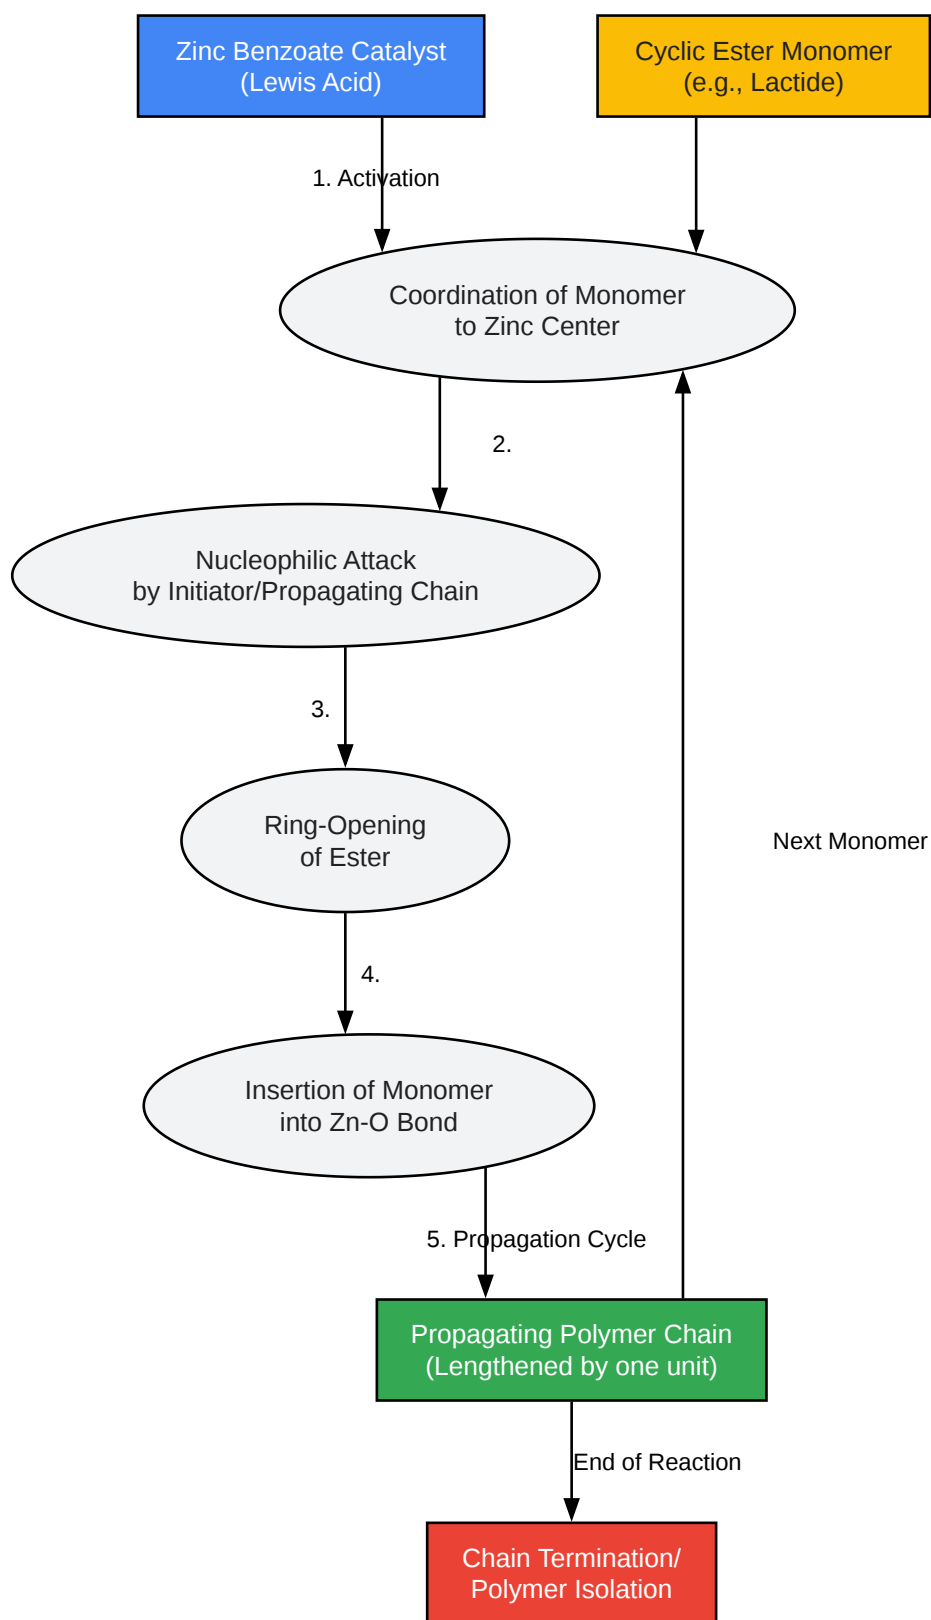 Zinc Benzoate Catalyst
(Lewis Acid)
Cyclic Ester Monomer
(e.g., Lactide)
1. Activation
Coordination of Monomer
to Zinc Center
2.
Nucleophilic Attack
by Initiator/Propagating Chain
3.
Ring-Opening
of Ester
Next Monomer
4.
Insertion of Monomer
into Zn-O Bond
5. Propagation Cycle
Propagating Polymer Chain
(Lengthened by one unit)
End of Reaction
Chain Termination/
Polymer Isolation